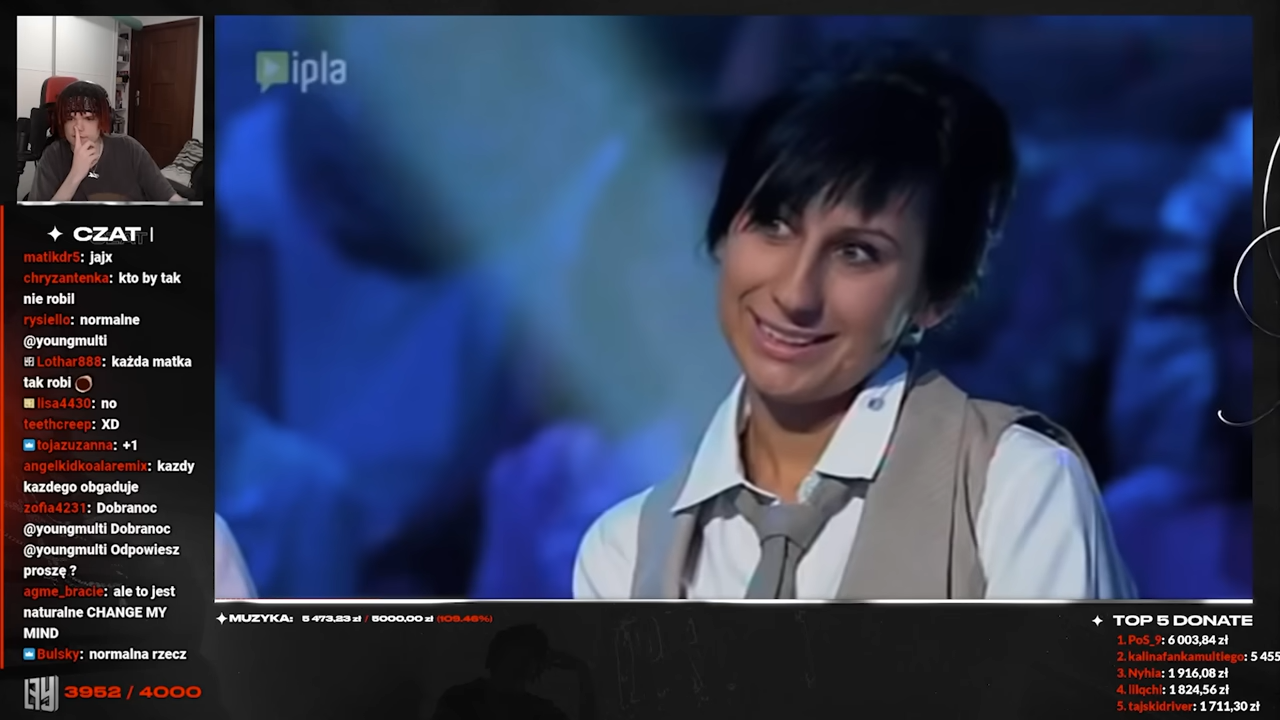 ipla
CZAT
matikdr5: jajx
chryzantenka: kto by tak
nie robil
rysiello: normalne
@youngmulti
Lothar888: każda matka
tak robi
lisa4430: no
teethcreep: XD
tojazuzanna: +1
angelkidkoalaremix: kazdy
kazdego obgaduje
zofia4231: Dobranoc
@youngmulti Dobranoc
@youngmulti Odpowiesz
proszę ?
agme_bracie: ale to jest
naturalne CHANGE MY
MIND
Bulsky: normalna rzecz
3952 / 4000
MUZYKA: 5 473,23 zł / 5000,00 zł (109.46%)
TOP 5 DONATE
1. PoS_9: 6 003,84 zł
2. kalinafankamultiego: 5 455
3. Nyhia: 1 916,08 zł
4. lilqchi: 1 824,56 zł
5. tajskidriver: 1 711,30 zł